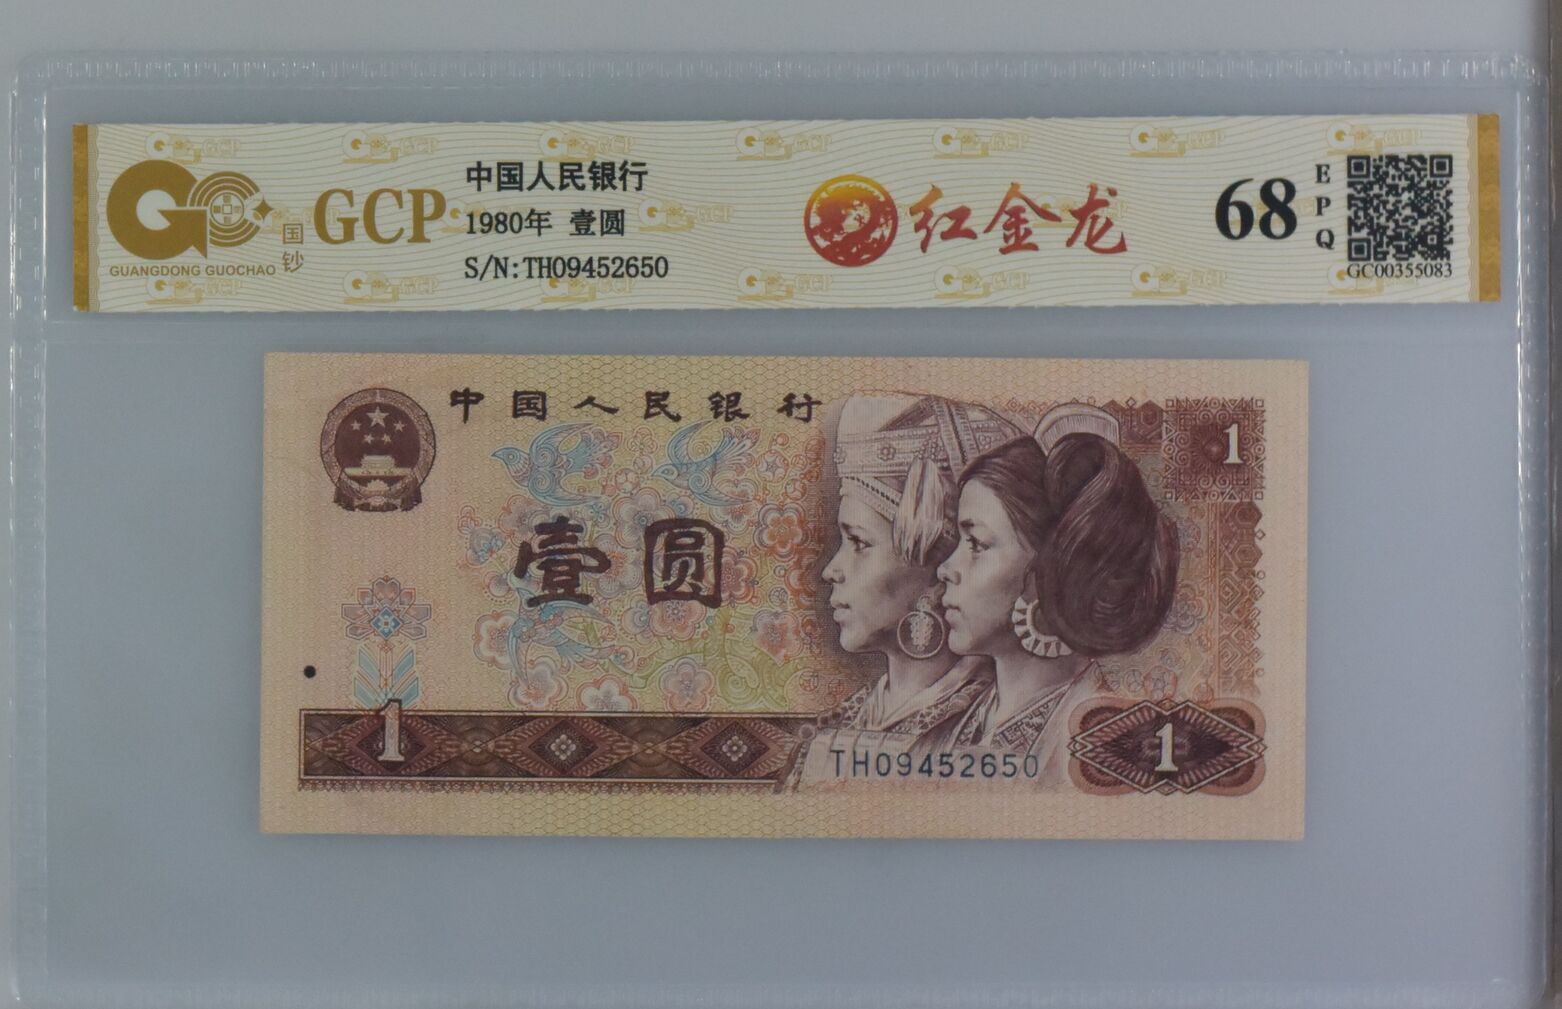 GCP
国钞
GUANGDONG GUOCHAO
中国人民银行
1980年 壹圆
S/N:TH09452650
红金龙
68
EPQ
GC00355083
中国人民银行
1
壹圆
1
TH09452650
1